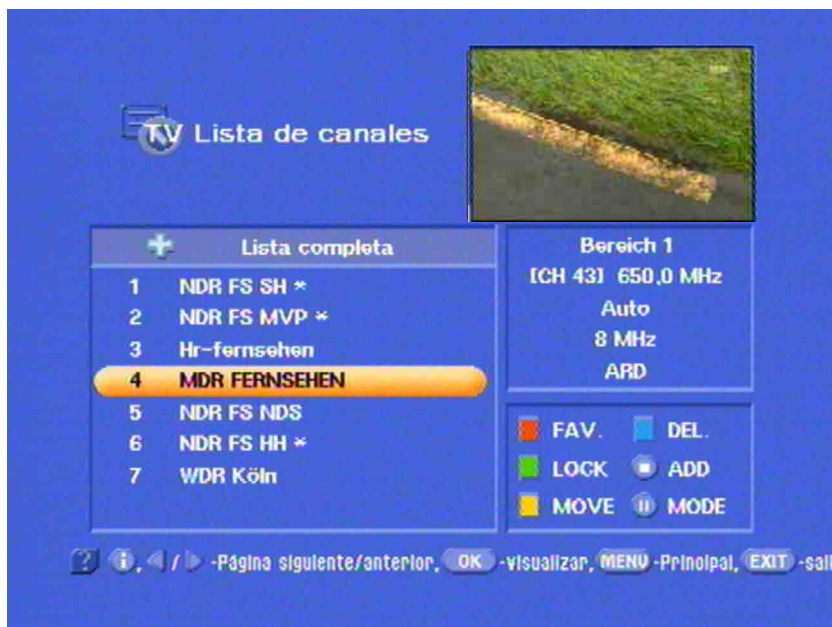 TV Lista de canales
Lista completa
1 NDR FS SH *
2 NDR FS MVP *
3 Hr-fernsehen
4 MDR FERNSEHEN
5 NDR FS NDS
6 NDR FS HH *
7 WDR Köln
Bereich 1
[CH 43] 650,0 MHz
Auto
8 MHz
ARD
FAV. DEL.
LOCK ADD
MOVE MODE
? i, / -Página siguiente/anterior, OK -visualizar, MENU -Principal, EXIT -sali